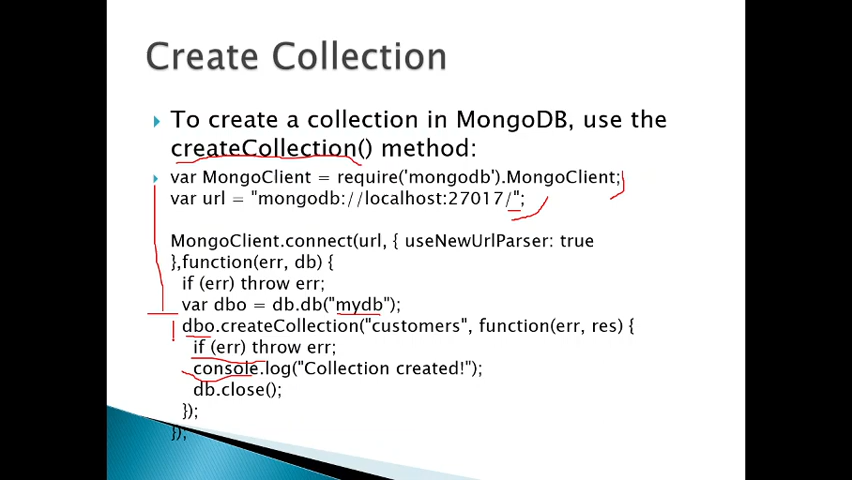 Create Collection
To create a collection in MongoDB, use the
createCollection() method:
var MongoClient = require('mongodb').MongoClient;
var url = "mongodb://localhost:27017/";
MongoClient.connect(url, { useNewUrlParser: true
},function(err, db) {
if (err) throw err;
var dbo = db.db("mydb");
dbo.createCollection("customers", function(err, res) {
if (err) throw err;
console.log("Collection created!");
db.close();
});
});